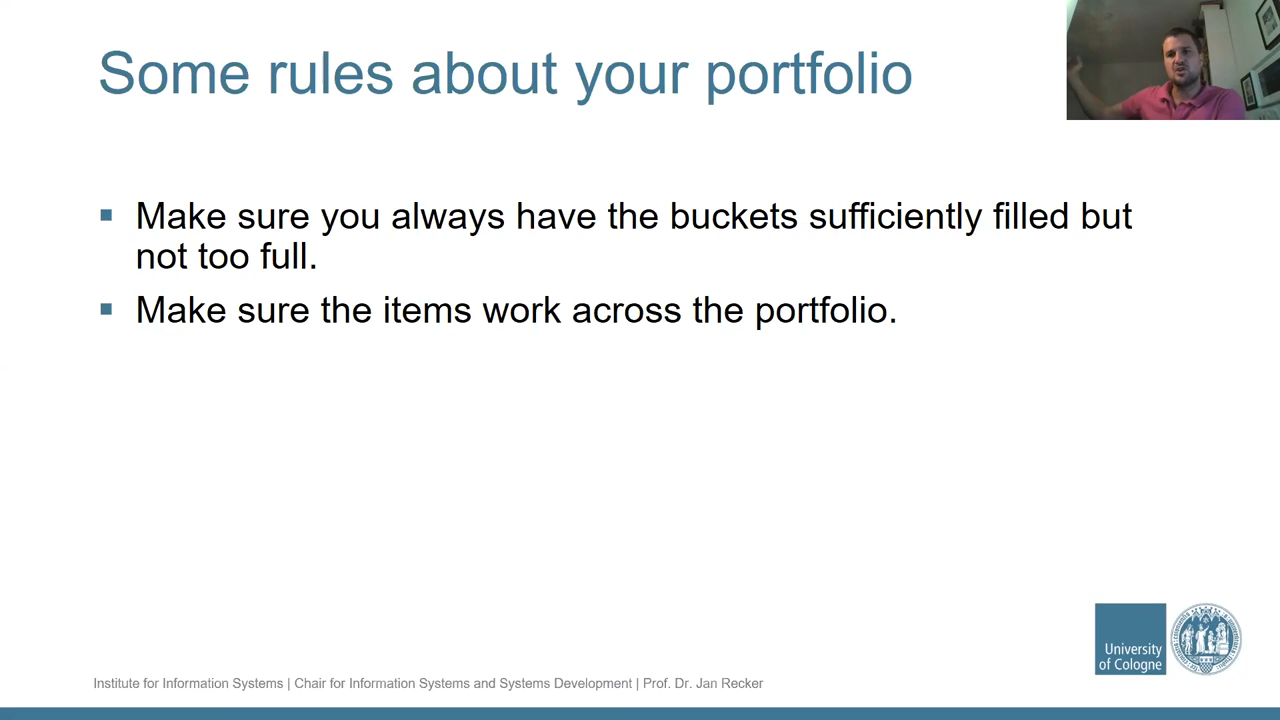 Some rules about your portfolio
Make sure you always have the buckets sufficiently filled but
not too full.
Make sure the items work across the portfolio.
University
of Cologne
Institute for Information Systems | Chair for Information Systems and Systems Development | Prof. Dr. Jan Recker